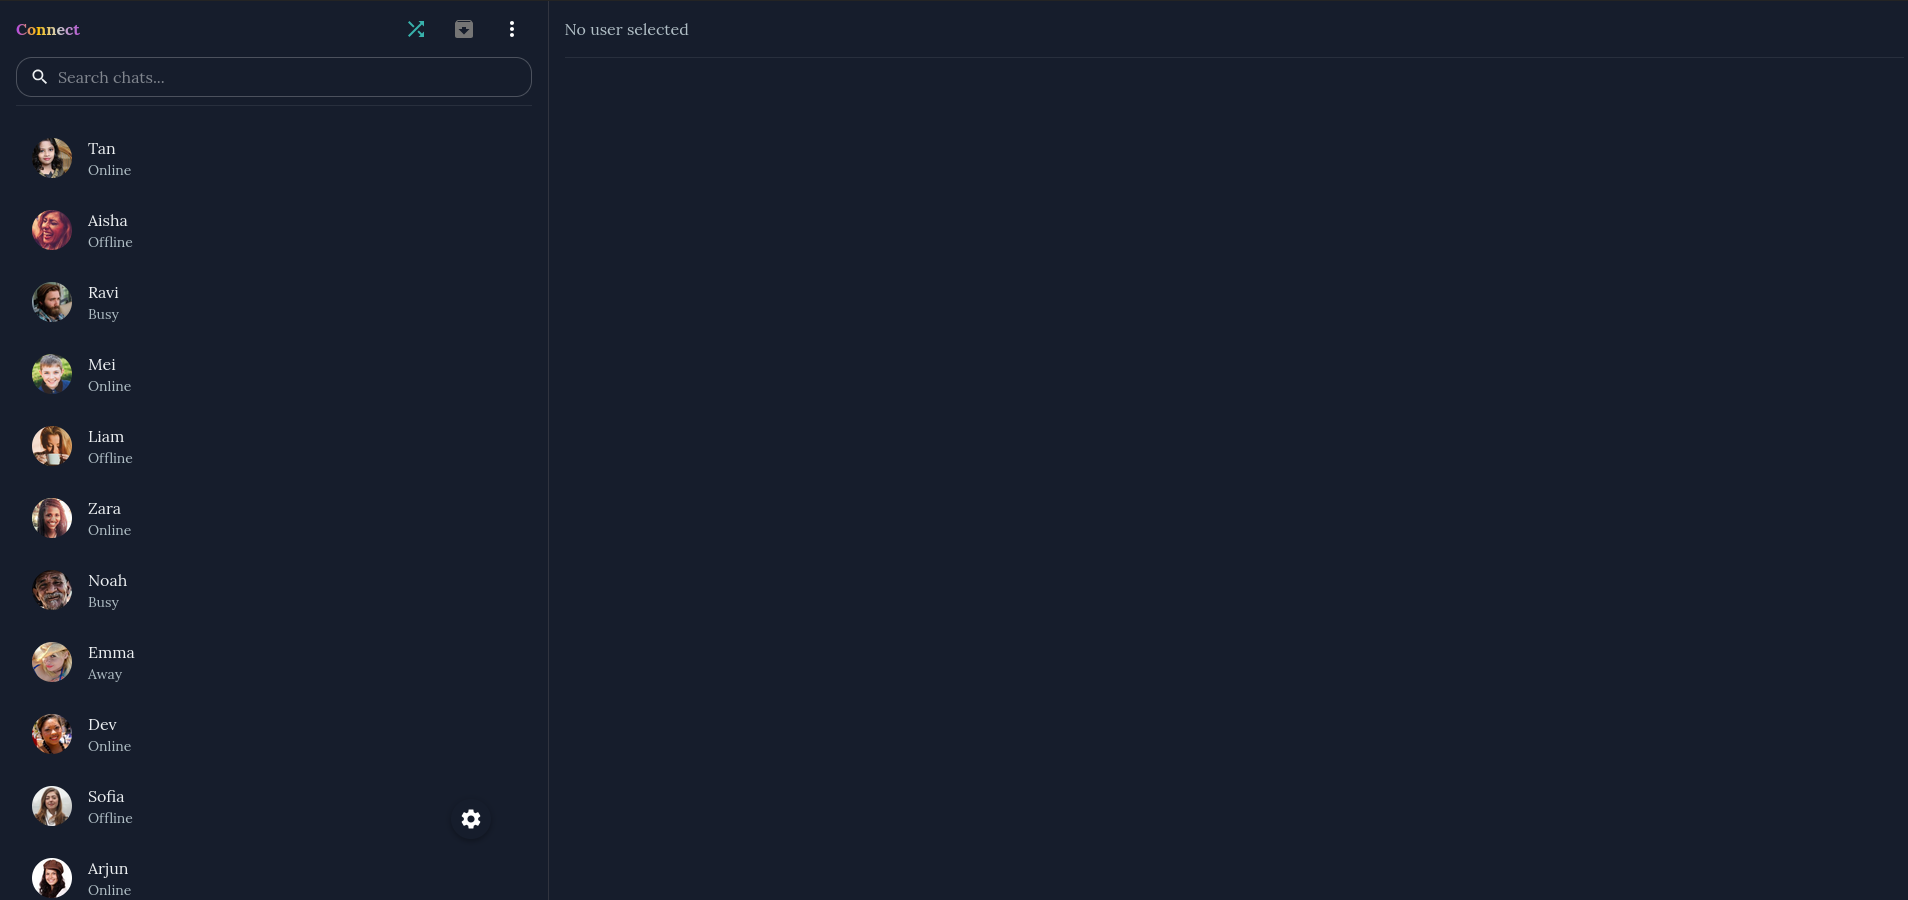 Connect
Search chats...
Tan
Online
Aisha
Offline
Ravi
Busy
Mei
Online
Liam
Offline
Zara
Online
Noah
Busy
Emma
Away
Dev
Online
Sofia
Offline
Arjun
Online
No user selected